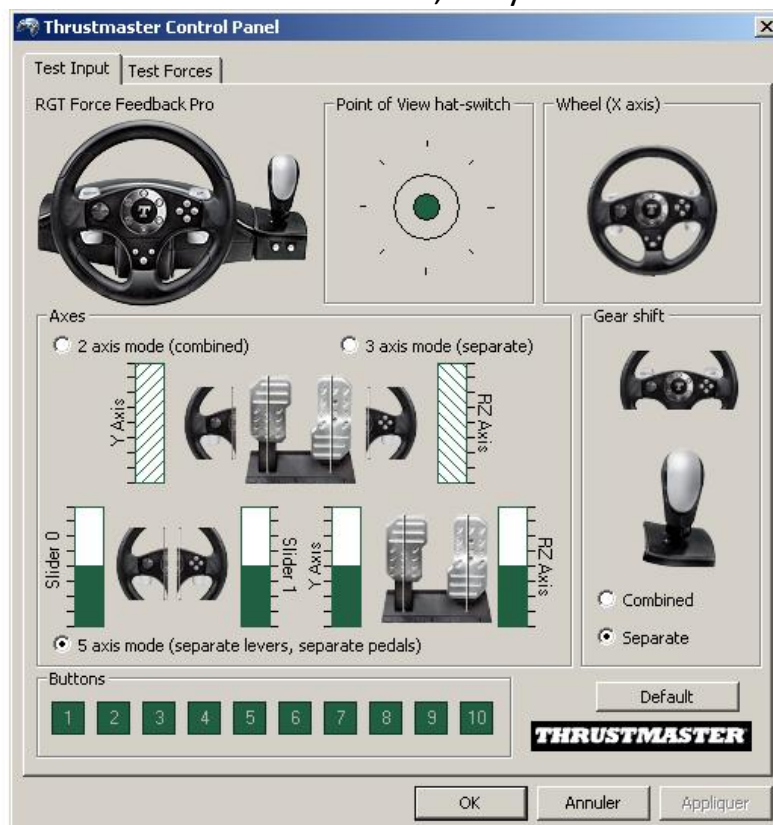 Thrustmaster Control Panel
Test Input
Test Forces
RGT Force Feedback Pro
Point of View hat-switch
Wheel (X axis)
Axes
2 axis mode (combined)
3 axis mode (separate)
Y Axis
RZ Axis
Slider 0
Slider 1
Y Axis
RZ Axis
5 axis mode (separate levers, separate pedals)
Gear shift
Combined
Separate
Buttons
1 2 3 4 5 6 7 8 9 10
Default
THRUSTMASTER
OK
Annuler
Appliquer